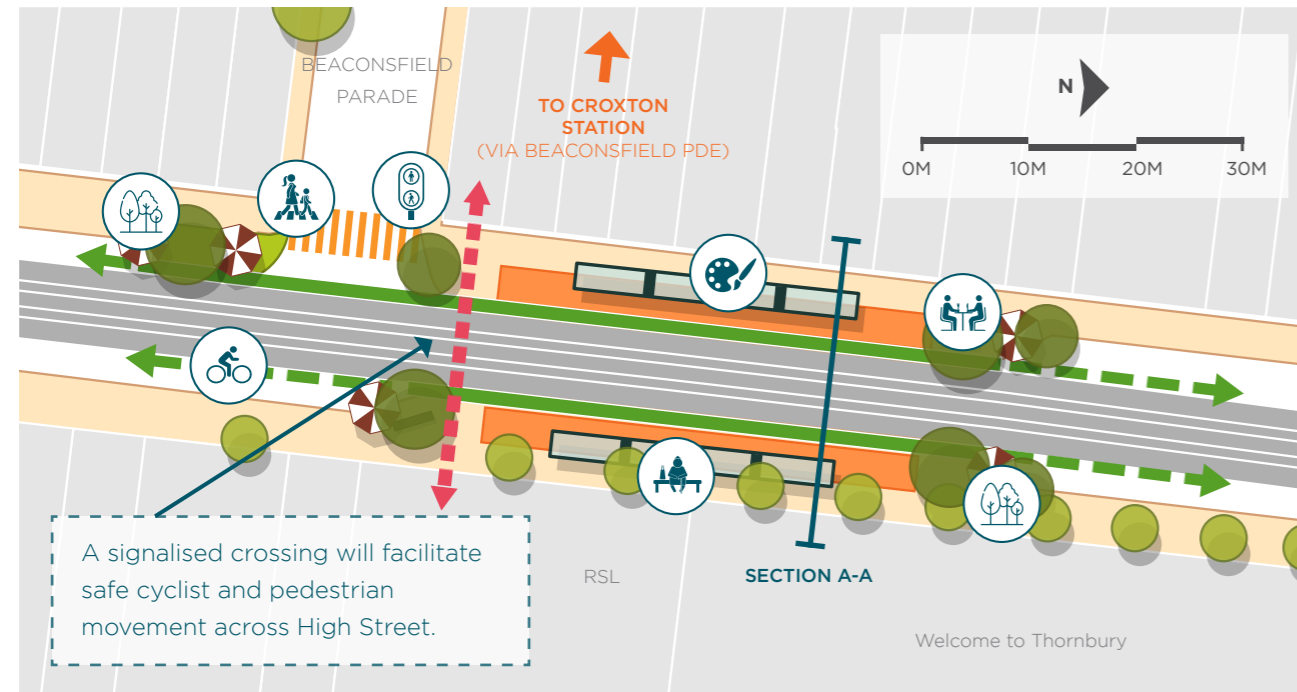 BEACONSFIELD
PARADE
TO CROXTON
STATION
(VIA BEACONSFIELD PDE)
N
0M 10M 20M 30M
A signalised crossing will facilitate
safe cyclist and pedestrian
movement across High Street.
RSL
SECTION A-A
Welcome to Thornbury